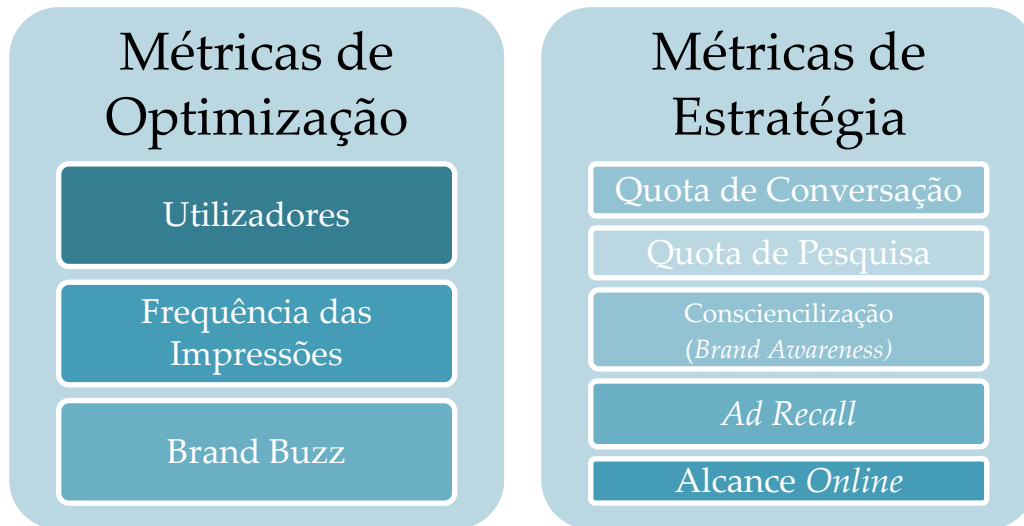 Métricas de
Optimização
Utilizadores
Frequência das
Impressões
Brand Buzz
Métricas de
Estratégia
Quota de Conversação
Quota de Pesquisa
Consciencilização
(Brand Awareness)
Ad Recall
Alcance Online